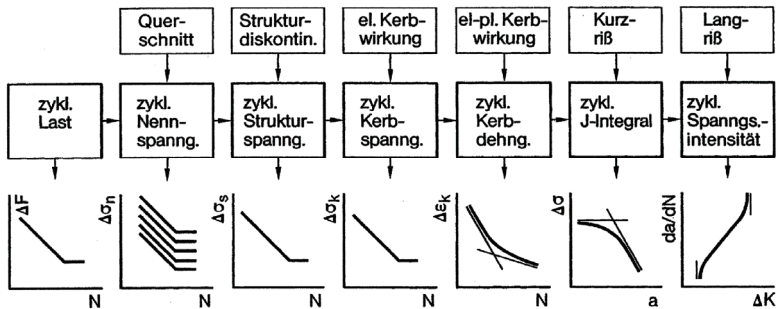 Quer-
schnitt
Struktur-
diskontin.
el. Kerb-
wirkung
el-pl. Kerb-
wirkung
Kurz-
riß
Lang-
riß
zykl.
Last
zykl.
Nenn-
spanng.
zykl.
Struktur-
spanng.
zykl.
Kerb-
spanng.
zykl.
Kerb-
dehng.
zykl.
J-Integral
zykl.
Spanngs.-
intensität
ΔF
N
Δσn
N
Δσs
N
Δσk
N
Δεk
N
Δσ
a
da/dN
ΔK